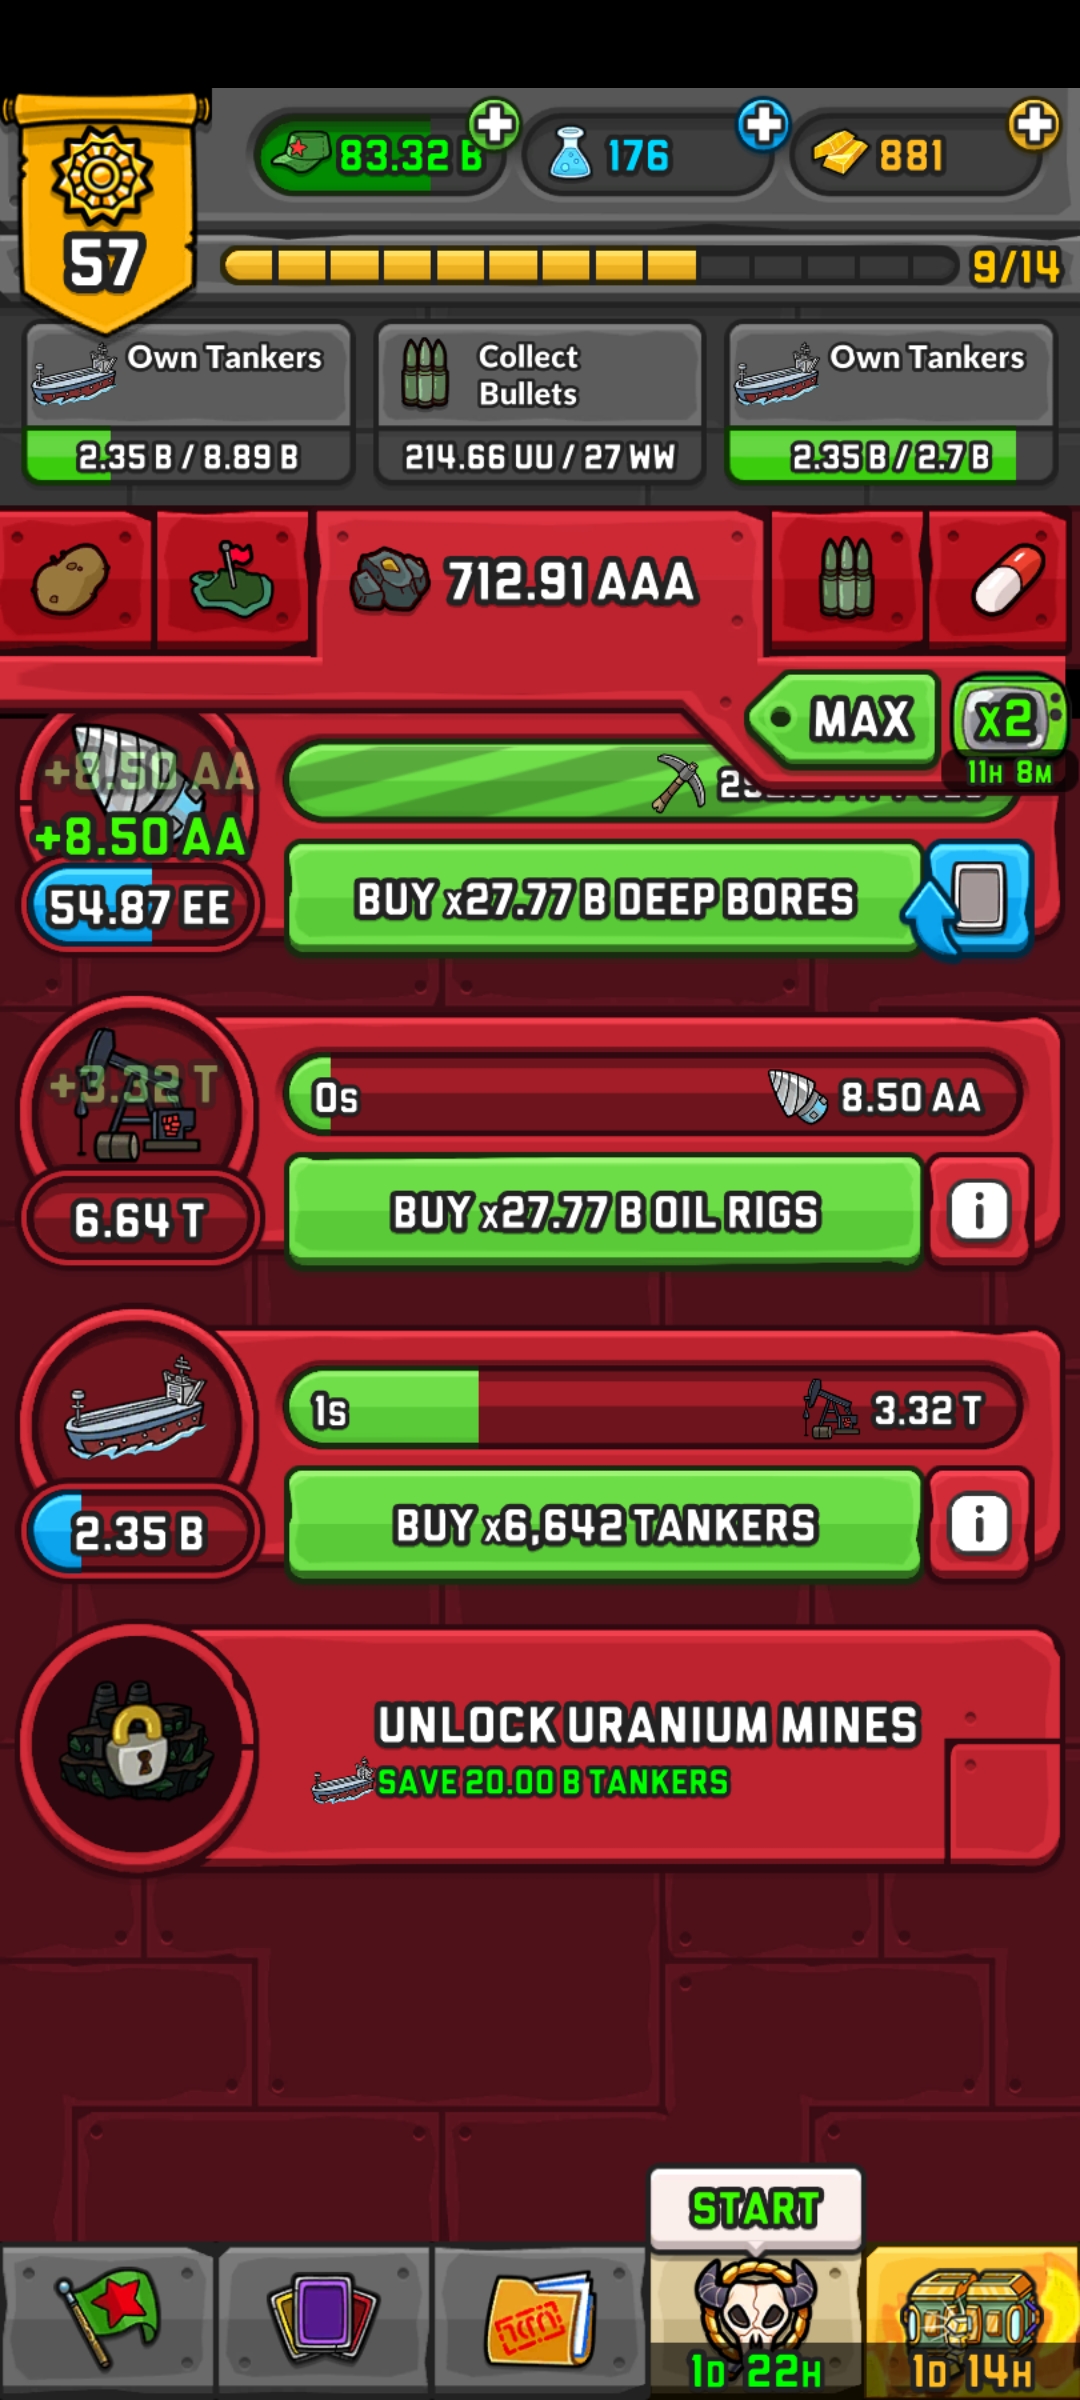 83.32 B
176
881
57
9/14
Own Tankers
2.35 B / 8.89 B
Collect
Bullets
214.66 UU / 27 WW
Own Tankers
2.35 B / 2.7 B
712.91 AAA
MAX
x2
11H 8M
+8.50 AA
+8.50 AA
54.87 EE
BUY x27.77 B DEEP BORES
+3.32 T
0s
8.50 AA
6.64 T
BUY x27.77 B OIL RIGS
i
1s
3.32 T
2.35 B
BUY x6,642 TANKERS
i
UNLOCK URANIUM MINES
SAVE 20.00 B TANKERS
START
1D 22H
1D 14H